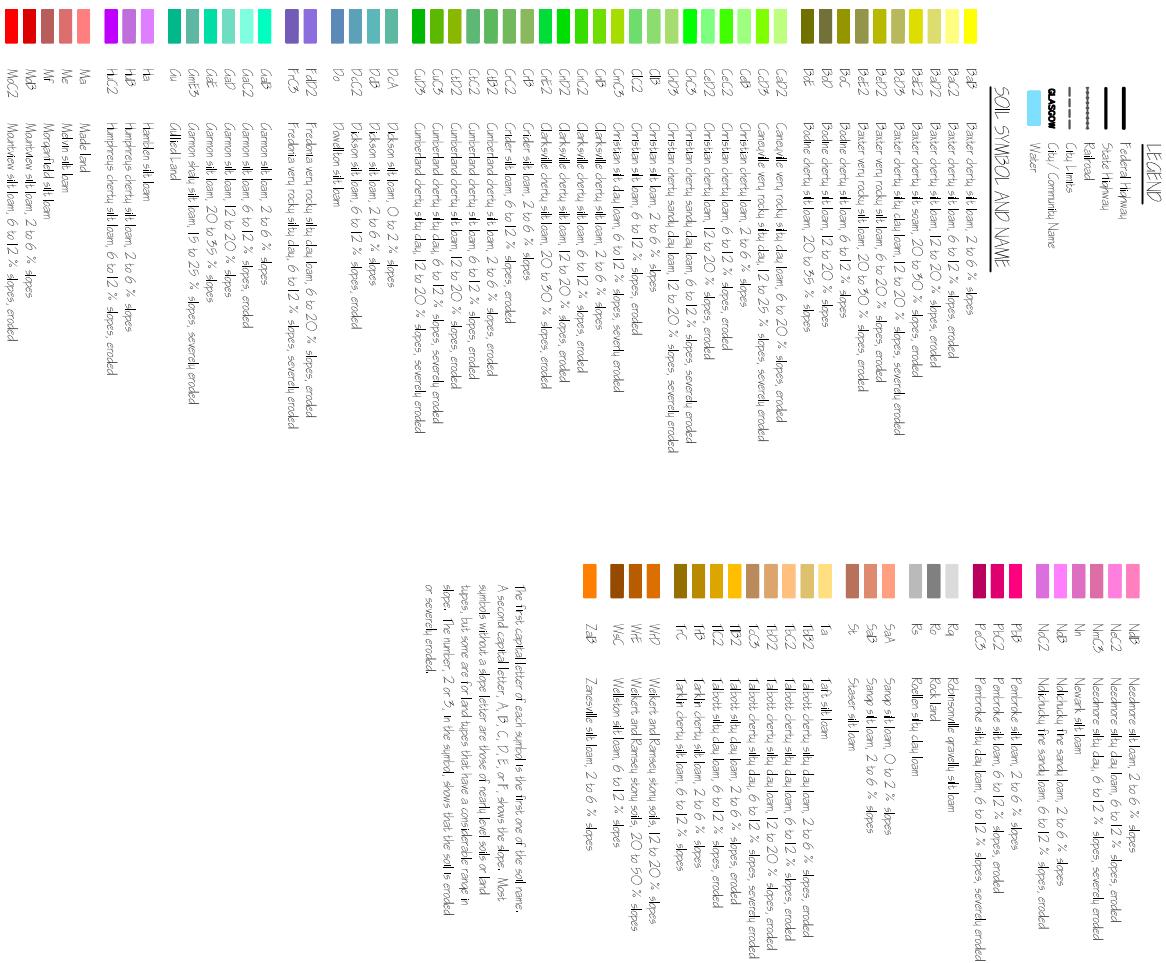 LEGEND
Federal Highway
State Highway
Railroad
City Limits
GLASGOW City / Community Name
Water
SOIL SYMBOL AND NAME
BaB Baxter cherty silt loam, 2 to 6 % slopes
BaC2 Baxter cherty silt loam, 6 to 12 % slopes, eroded
BaD2 Baxter cherty silt loam, 12 to 20 % slopes, eroded
BaE2 Baxter cherty silt soam, 20 to 30 % slopes, eroded
BcD3 Baxter cherty silty clay loam, 12 to 20 % slopes, severely eroded
BeD2 Baxter very rocky silt loam, 6 to 20 % slopes, eroded
BeE2 Baxter very rocky silt loam, 20 to 30 % slopes, eroded
BoC Bodine cherty silt loam, 6 to 12 % slopes
BoD Bodine cherty silt loam, 12 to 20 % slopes
BoE Bodine cherty silt loam, 20 to 35 % slopes
CaD2 Caneyville very rocky silty clay loam, 6 to 20 % slopes, eroded
CcD3 Caneyville very rocky silty clay, 12 to 25 % slopes, severely eroded
CeB Christian cherty silt loam, 2 to 6 % slopes
CeC2 Christian cherty silt loam, 6 to 12 % slopes, eroded
CeD2 Christian cherty silt loam, 12 to 20 % slopes, eroded
ChC3 Christian cherty sandy clay loam, 6 to 12 % slopes, severely eroded
ChD3 Christian cherty sandy clay loam, 12 to 20 % slopes, severely eroded
ClB Christian silt loam, 2 to 6 % slopes
ClC2 Christian silt loam, 6 to 12 % slopes, eroded
CmC3 Christian silty clay loam, 6 to 12 % slopes, severly eroded
CnB Clarksville cherty silt loam, 2 to 6 % slopes
CnC2 Clarksville cherty silt loam, 6 to 12 % slopes, eroded
CnD2 Clarksville cherty silt loam, 12 to 20 % slopes, eroded
CnE2 Clarksville cherty silt loam, 20 to 30 % slopes, eroded
CrB Crider silt loam, 2 to 6 % slopes
CrC2 Crider silt loam, 6 to 12 % slopes, eroded
CtB2 Cumberland cherty silt loam, 2 to 6 % slopes, eroded
CtC2 Cumberland cherty silt loam, 6 to 12 % slopes, eroded
CtD2 Cumberland cherty silt loam, 12 to 20 % slopes, eroded
CuC3 Cumberland cherty silty clay, 6 to 12 % slopes, severely eroded
CuD3 Cumberland cherty silty clay, 12 to 20 % slopes, severely eroded
DcA Dickson silt loam, 0 to 2 % slopes
DcB Dickson silt loam, 2 to 6 % slopes
DcC2 Dickson silt loam, 6 to 12 % slopes, eroded
Do Dowellton silt loam
FdD2 Fredonia very rocky silty clay loam, 6 to 20 % slopes, eroded
FrC3 Fredonia very rocky silty clay, 6 to 12 % slopes, severely eroded
GaB Garmon silt loam, 2 to 6 % slopes
GaC2 Garmon silt loam, 6 to 12 % slopes, eroded
GaD Garmon silt loam, 12 to 20 % slopes
GaE Garmon silt loam, 20 to 35 % slopes
GmE3 Garmon shaly silt loam, 15 to 25 % slopes, severely eroded
Gu Gullied Land
Ha Hamblen silt loam
HuB Humphreys cherty silt loam, 2 to 6 % slopes
HuC2 Humphreys cherty silt loam, 6 to 12 % slopes, eroded
Ma Made land
Me Melvin silt loam
Mf Morganfield silt loam
MoB Mountview silt loam, 2 to 6 % slopes
MoC2 Mountview silt loam, 6 to 12 % slopes, eroded
NdB Needmore silt loam, 2 to 6 % slopes
NeC2 Needmore silty clay loam, 6 to 12 % slopes, eroded
NmC3 Needmore silty clay, 6 to 12 % slopes, severely eroded
Nn Newark silt loam
NoB Nolichucky fine sandy loam, 2 to 6 % slopes
NoC2 Nolichucky fine sandy loam, 6 to 12 % slopes, eroded
PbB Pembroke silt loam, 2 to 6 % slopes
PbC2 Pembroke silt loam, 6 to 12 % slopes, eroded
PeC3 Pembroke silty clay loam, 6 to 12 % slopes, severely eroded
Rg Robinsonville gravelly silt loam
Ro Rock land
Rs Roellen silty clay loam
SaA Sango silt loam, 0 to 2 % slopes
SaB Sango silt loam, 2 to 6 % slopes
St Staser silt loam
Ta Taft silt loam
TbB2 Talbott cherty silty clay loam, 2 to 6 % slopes, eroded
TbC2 Talbott cherty silty clay loam, 6 to 12 % slopes, eroded
TbD2 Talbott cherty silty clay loam, 12 to 20 % slopes, eroded
TcC3 Talbott cherty silty clay, 6 to 12 % slopes, severely eroded
TlB2 Talbott silty clay loam, 2 to 6 % slopes, eroded
TlC2 Talbott silty clay loam, 6 to 12 % slopes, eroded
TrB Tarklin cherty silt loam, 2 to 6 % slopes
TrC Tarklin cherty silt loam, 6 to 12 % slopes
WrD Weikert and Ramsey stony soils, 12 to 20 % slopes
WrE Weikert and Ramsey stony soils, 20 to 50 % slopes
WsC Wellston silt loam, 6 to 12 % slopes
ZaB Zanesville silt loam, 2 to 6 % slopes
The first capital letter of each symbol is the first one of the soil name.
A second capital letter, A, B, C, D, E, or F, shows the slope. Most
symbols without a slope letter are those of nearly level soils or land
types, but some are for land types that have a considerable range in
slope. The number, 2 or 3, in the symbol, shows that the soil is eroded
or severely eroded.